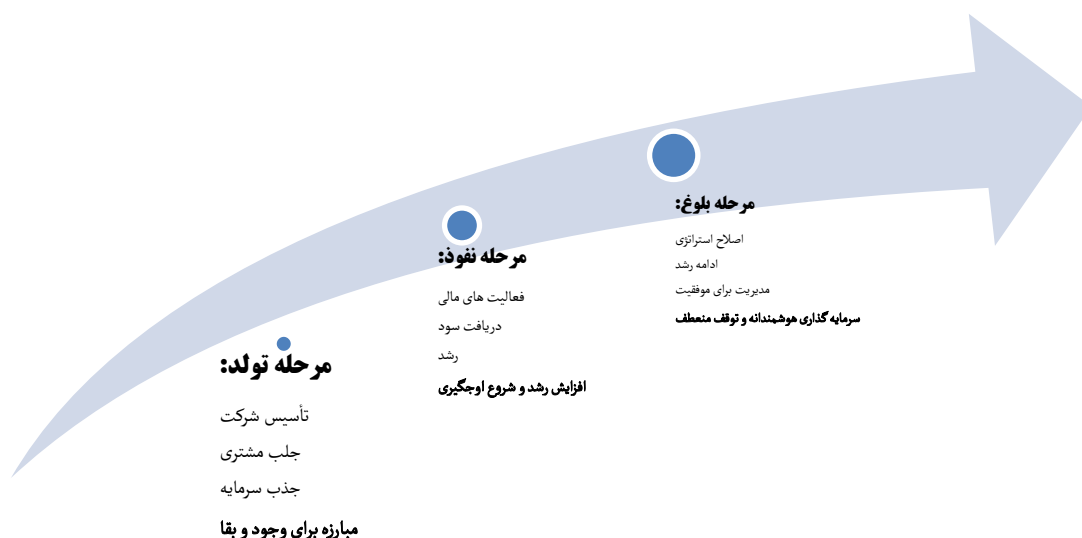 مرحله تولد:
تأسیس شرکت
جلب مشتری
جذب سرمایه
مبارزه برای وجود و بقا
مرحله نفوذ:
فعالیت های مالی
دریافت سود
رشد
افزایش رشد و شروع اوجگیری
مرحله بلوغ:
اصلاح استراتژی
ادامه رشد
مدیریت برای موفقیت
سرمایه گذاری هوشمندانه و توقف منعطف